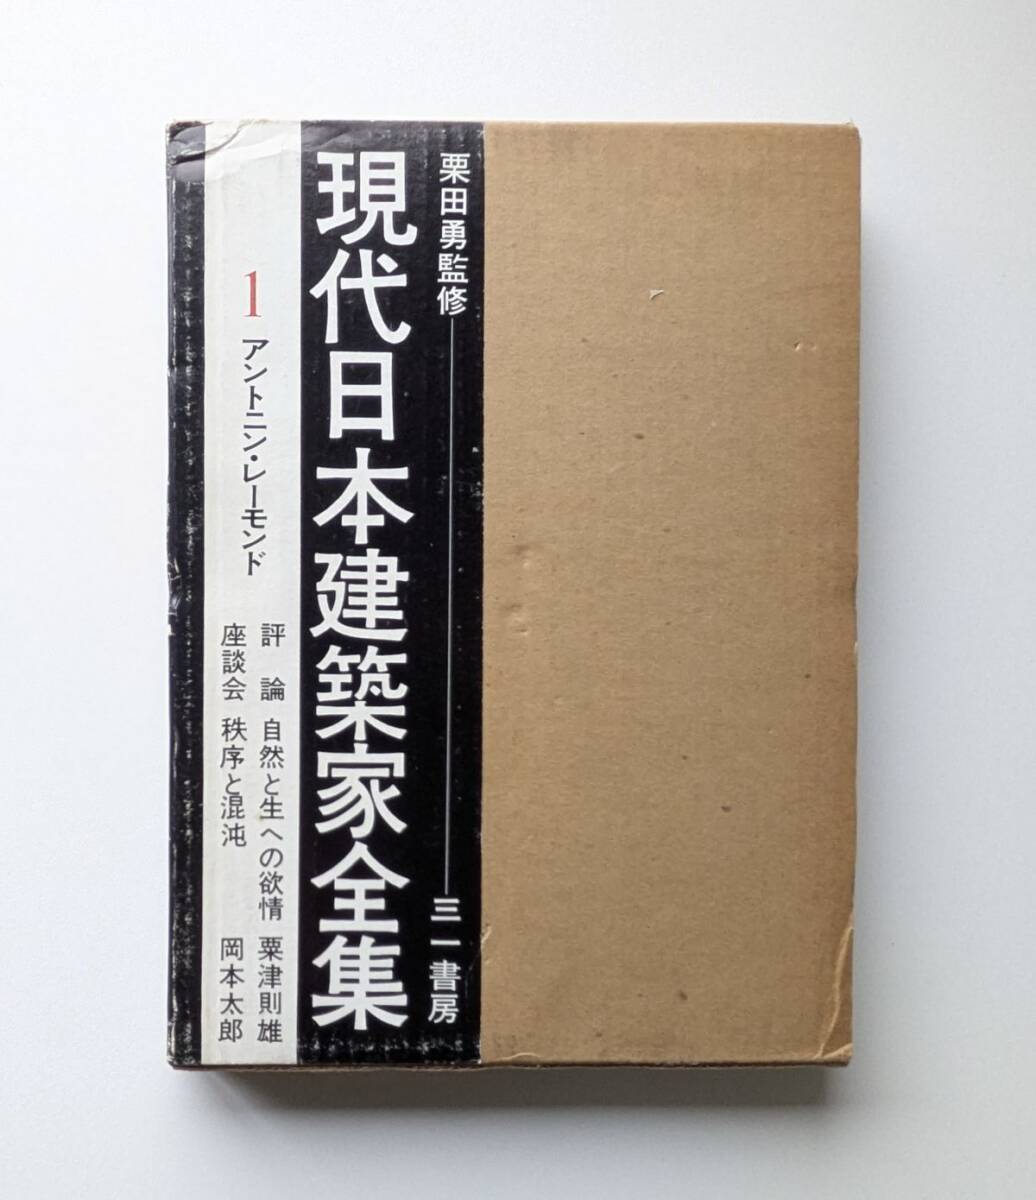 栗田勇監修
三一書房
現代日本建築家全集
1
アントニン・レーモンド
評論 自然と生への欲情 粟津則雄
座談会 秩序と混沌 岡本太郎